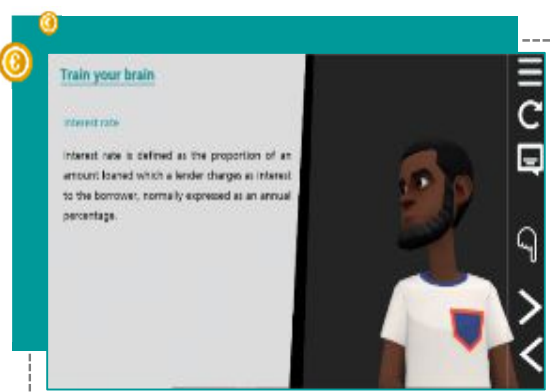 Train your brain
Interest rate
Interest rate is defined as the proportion of an
amount loaned which a lender charges as interest
to the borrower, normally expressed as an annual
percentage.